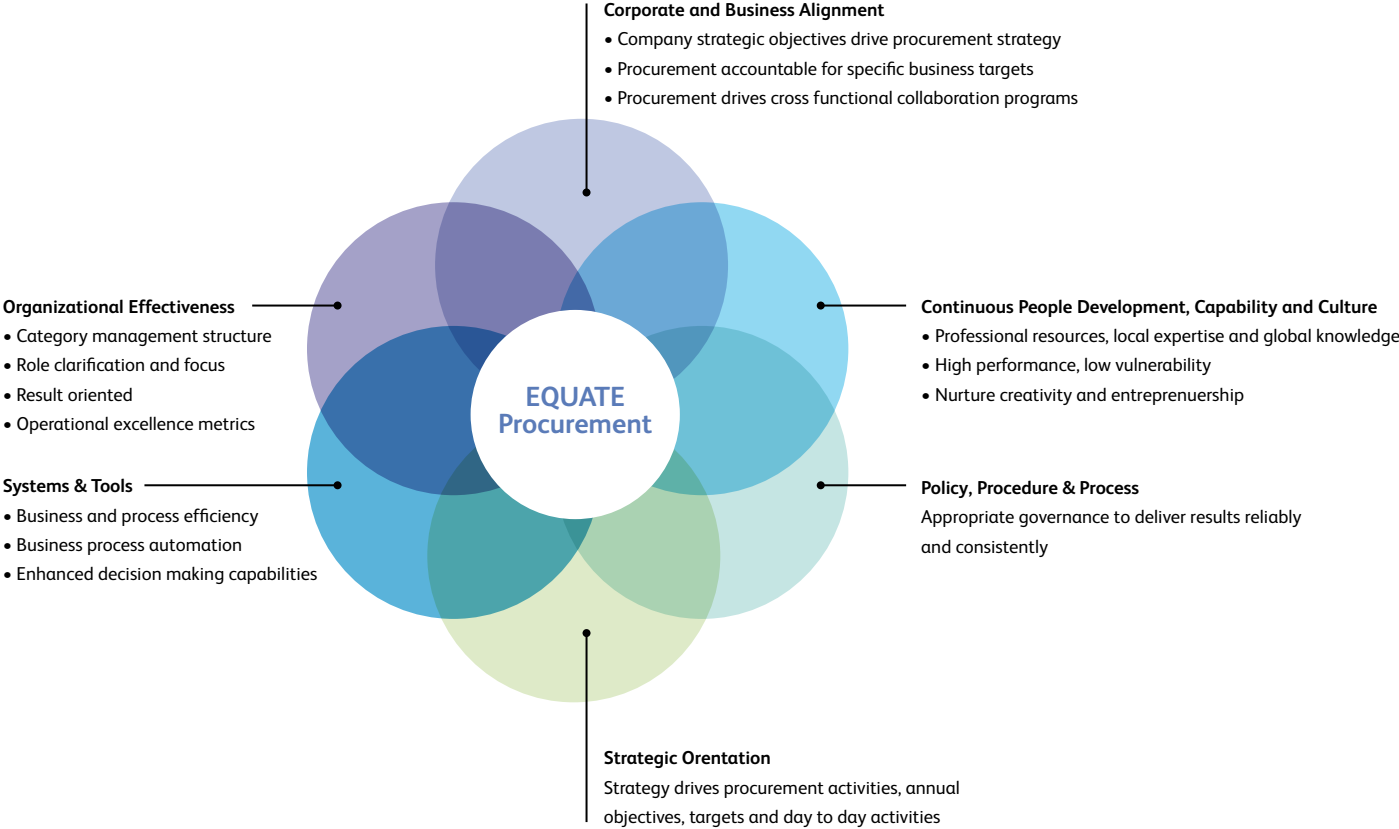 Corporate and Business Alignment
• Company strategic objectives drive procurement strategy
• Procurement accountable for specific business targets
• Procurement drives cross functional collaboration programs
Organizational Effectiveness
• Category management structure
• Role clarification and focus
• Result oriented
• Operational excellence metrics
Continuous People Development, Capability and Culture
• Professional resources, local expertise and global knowledge
• High performance, low vulnerability
• Nurture creativity and entreprenuership
EQUATE
Procurement
Systems & Tools
• Business and process efficiency
• Business process automation
• Enhanced decision making capabilities
Policy, Procedure & Process
Appropriate governance to deliver results reliably
and consistently
Strategic Orentation
Strategy drives procurement activities, annual
objectives, targets and day to day activities